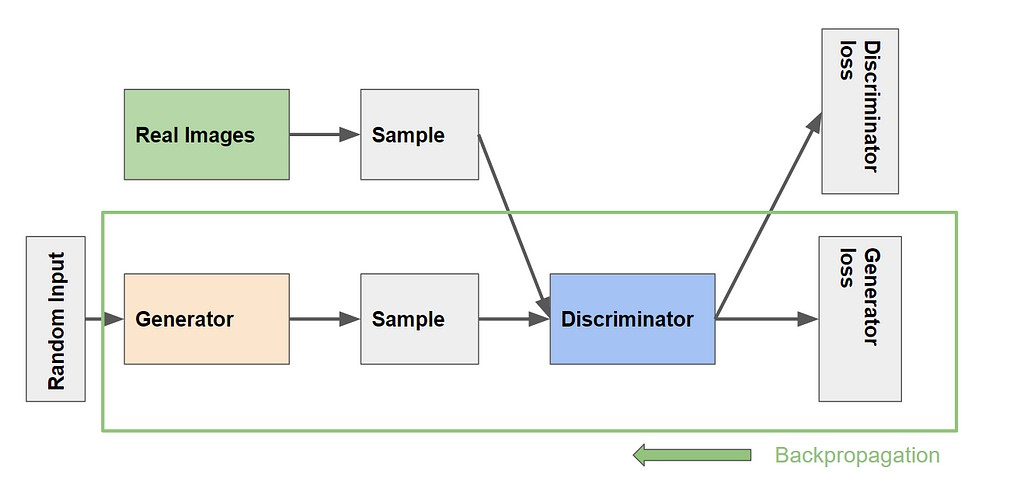 Real Images
Sample
Discriminator
loss
Random Input
Generator
Sample
Discriminator
Generator
loss
Backpropagation